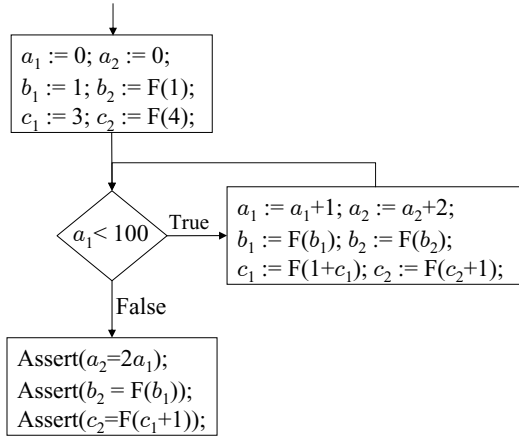 a₁ := 0; a₂ := 0;
b₁ := 1; b₂ := F(1);
c₁ := 3; c₂ := F(4);
a₁< 100
True
a₁ := a₁+1; a₂ := a₂+2;
b₁ := F(b₁); b₂ := F(b₂);
c₁ := F(1+c₁); c₂ := F(c₂+1);
False
Assert(a₂=2a₁);
Assert(b₂ = F(b₁));
Assert(c₂=F(c₁+1));